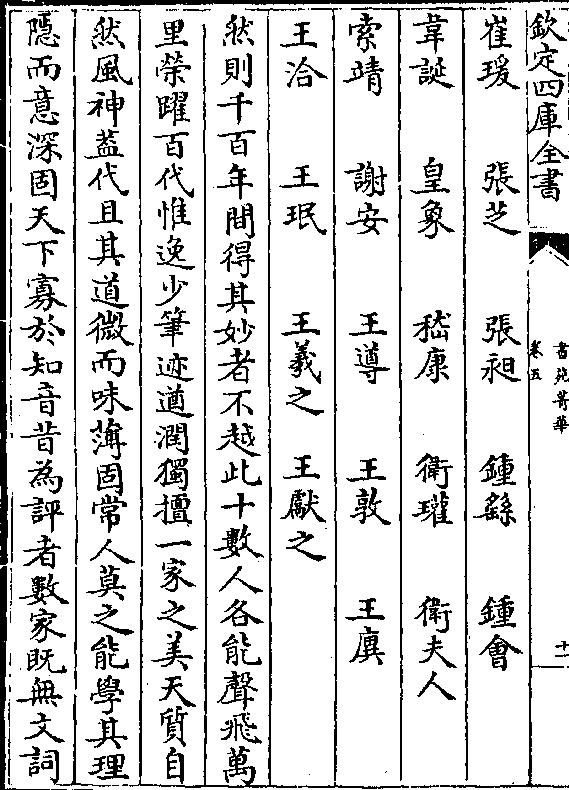 欽定四庫全書
書苑菁華
卷五
十一
崔瑗 張芝 張昶 鍾繇 鍾會
韋誕 皇象 嵇康 衛瓘 衛夫人
索靖 謝安 王導 王敦 王廙
王洽 王珉 王羲之 王獻之
然則千百年間得其妙者不越此十數人各能聲飛萬
里榮躍百代惟逸少筆迹遒潤獨擅一家之美天質自
然風神葢代且其道微而味薄固常人莫之能學其理
隱而意深固天下寡於知音昔為評者數家既無文詞